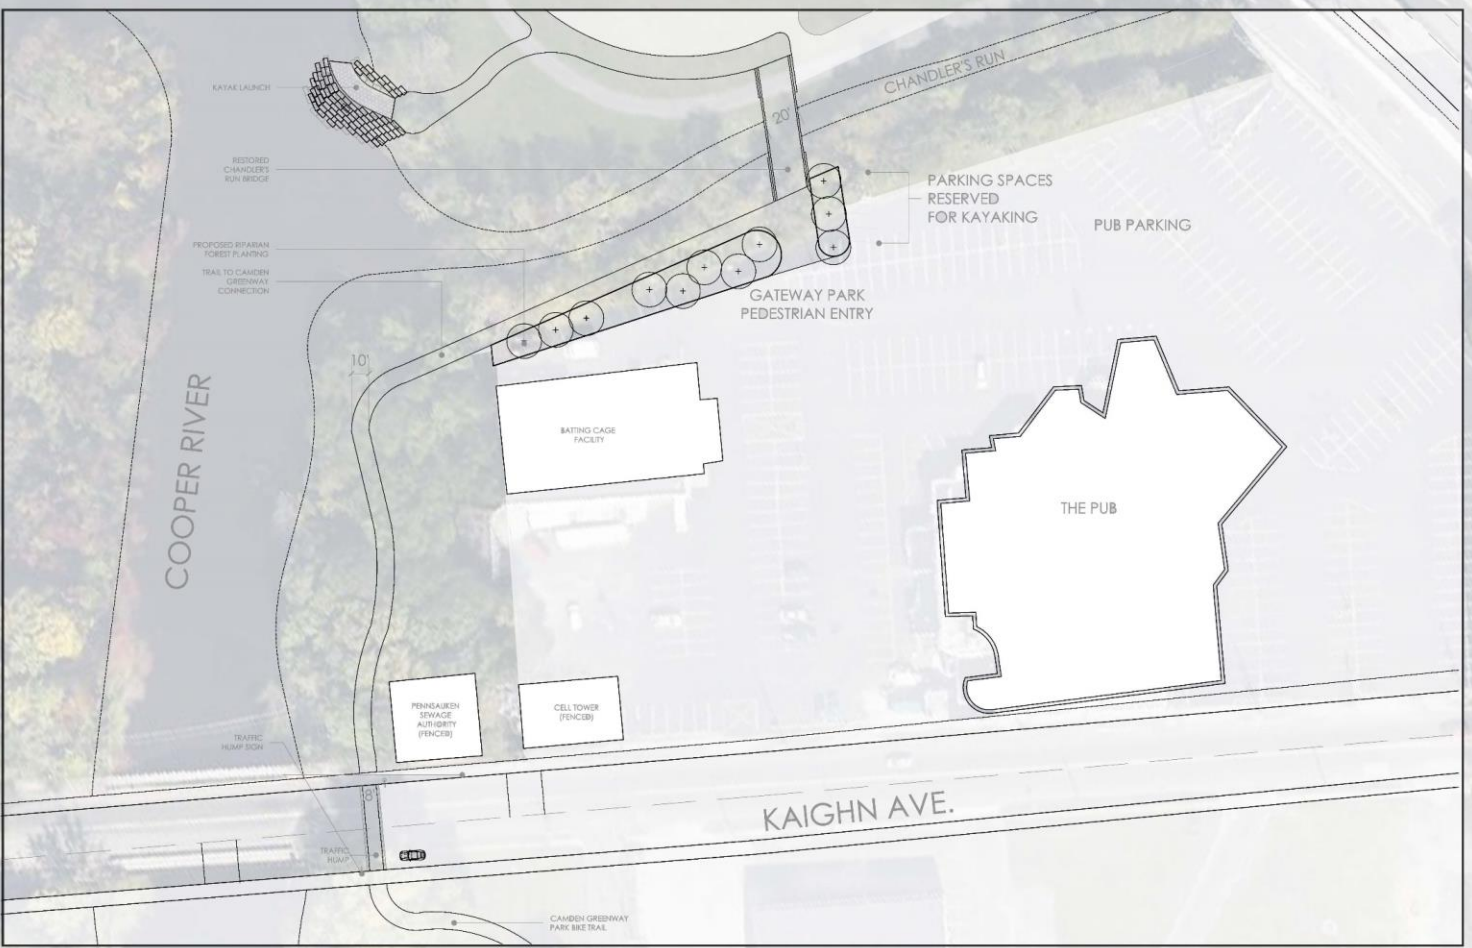 KAYAK LAUNCH
CHANDLER'S RUN
20'
RESTORED
CHANDLER'S
RUN BRIDGE
PARKING SPACES
RESERVED
FOR KAYAKING
PUB PARKING
PROPOSED RIPARIAN
FOREST PLANTING
TRAIL TO CAMDEN
GREENWAY
CONNECTION
GATEWAY PARK
PEDESTRIAN ENTRY
10'
COOPER RIVER
BATTING CAGE
FACILITY
THE PUB
PENNSAUKEN
SEWAGE
AUTHORITY
(FENCED)
CELL TOWER
(FENCED)
TRAFFIC
HUMP SIGN
8'
KAIGHN AVE.
TRAFFIC
HUMP
CAMDEN GREENWAY
PARK BIKE TRAIL